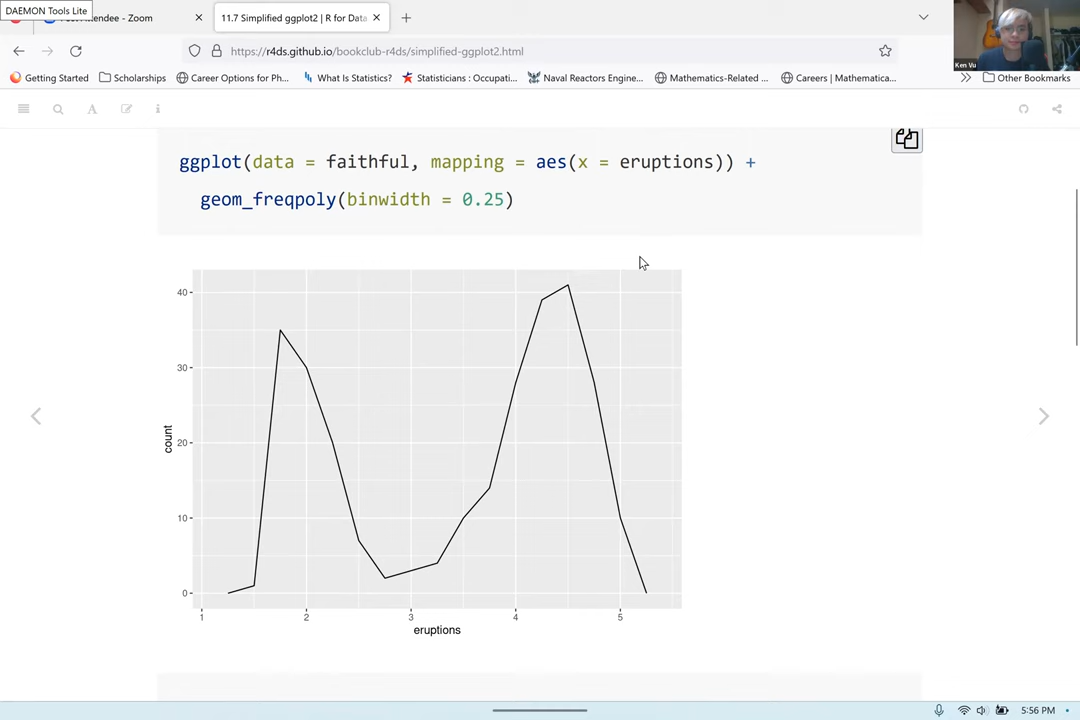 DAEMON Tools Lite
Attendee - Zoom
11.7 Simplified ggplot2 | R for Data
https://r4ds.github.io/bookclub-r4ds/simplified-ggplot2.html
Getting Started
Scholarships
Career Options for Ph...
What Is Statistics?
Statisticians : Occupati...
Naval Reactors Engine...
Mathematics-Related ...
Careers | Mathematica...
Other Bookmarks
Ken Vu
ggplot(data = faithful, mapping = aes(x = eruptions)) +
geom_freqpoly(binwidth = 0.25)
40
30
20
10
0
count
1 2 3 4 5
eruptions
5:56 PM